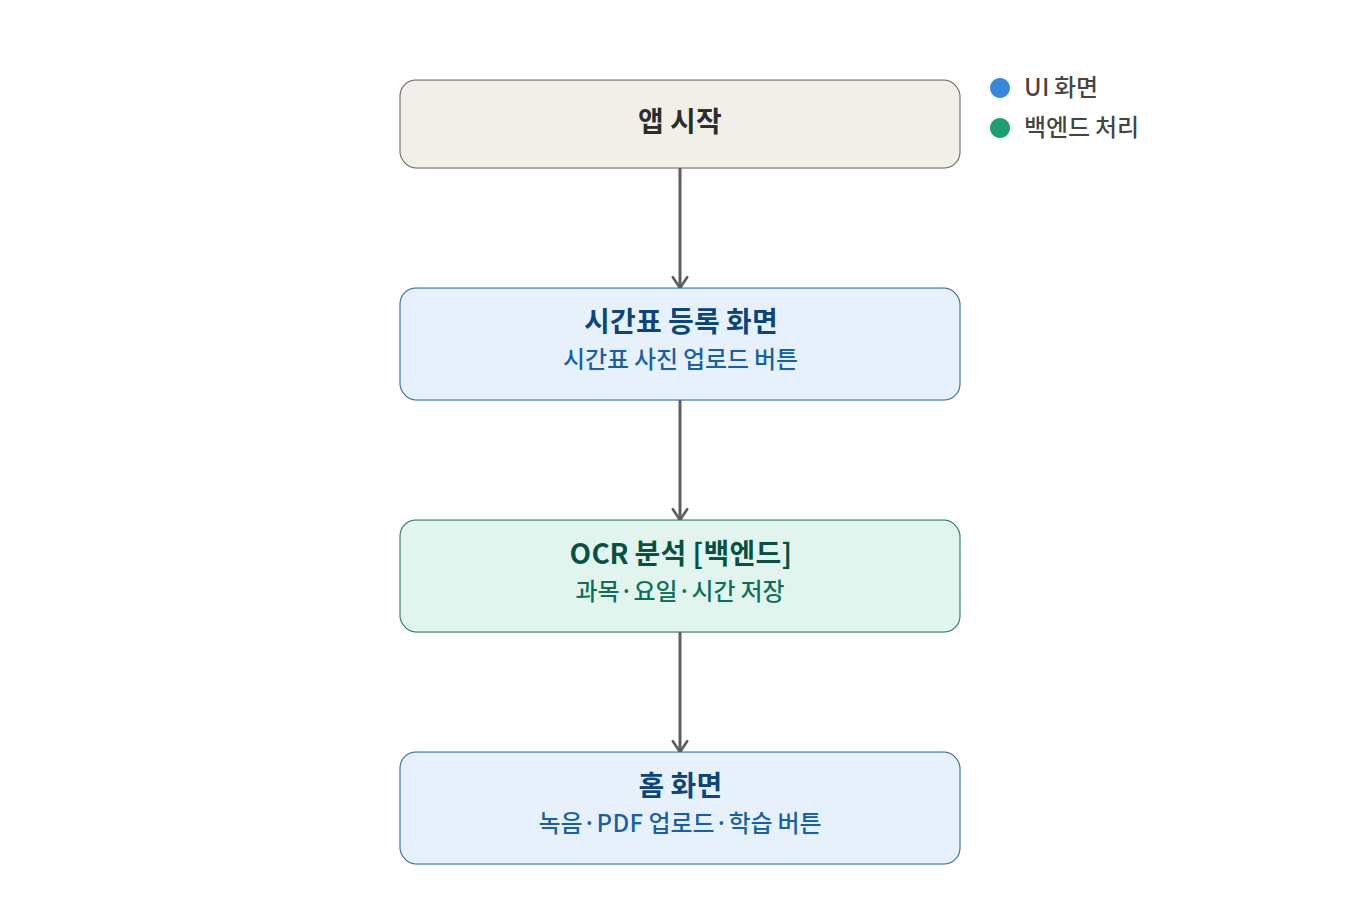 앱 시작
UI 화면
백엔드 처리
시간표 등록 화면
시간표 사진 업로드 버튼
OCR 분석 [백엔드]
과목·요일·시간 저장
홈 화면
녹음·PDF 업로드·학습 버튼